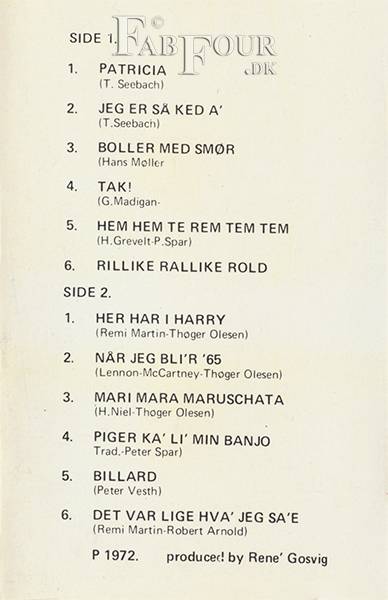 ©
FAB FOUR
.DK
SIDE 1.
1. PATRICIA
(T. Seebach)
2. JEG ER SÅ KED A'
(T.Seebach)
3. BOLLER MED SMØR
(Hans Møller
4. TAK!
(G.Madigan-
5. HEM HEM TE REM TEM TEM
(H.Grevelt-P.Spar)
6. RILLIKE RALLIKE ROLD
SIDE 2.
1. HER HAR I HARRY
(Remi Martin-Thøger Olesen)
2. NÅR JEG BLI'R '65
(Lennon-McCartney-Thøger Olesen)
3. MARI MARA MARUSCHATA
(H.Niel-Thøger Olesen)
4. PIGER KA' LI' MIN BANJO
Trad.-Peter Spar)
5. BILLARD
(Peter Vesth)
6. DET VAR LIGE HVA' JEG SA'E
(Remi Martin-Robert Arnold)
P 1972. produced by Rene' Gosvig